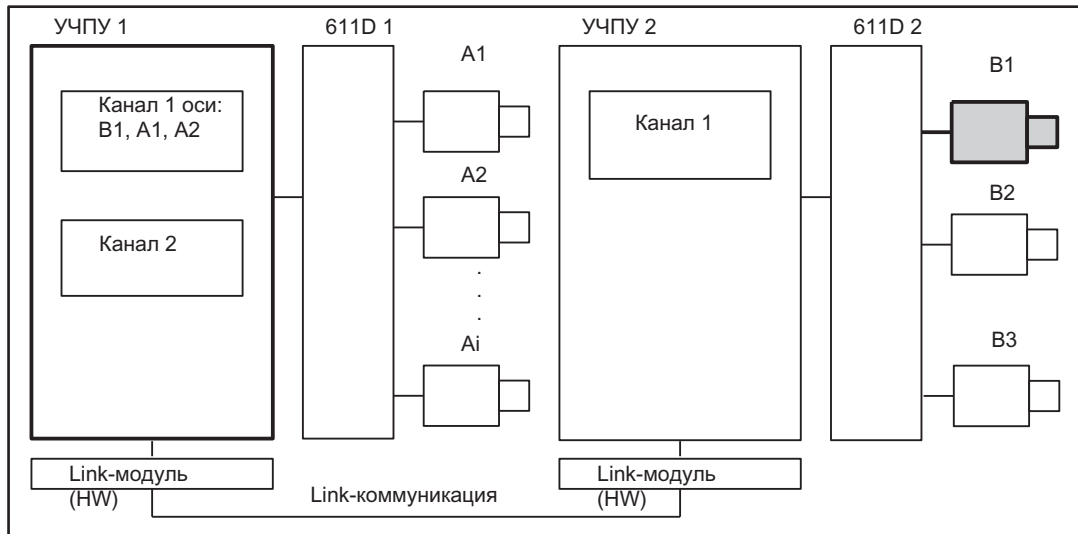 УЧПУ 1
611D 1
УЧПУ 2
611D 2
A1
B1
Канал 1 оси:
B1, A1, A2
Канал 1
A2
B2
Канал 2
Ai
B3
Link-модуль
(HW)
Link-коммуникация
Link-модуль
(HW)